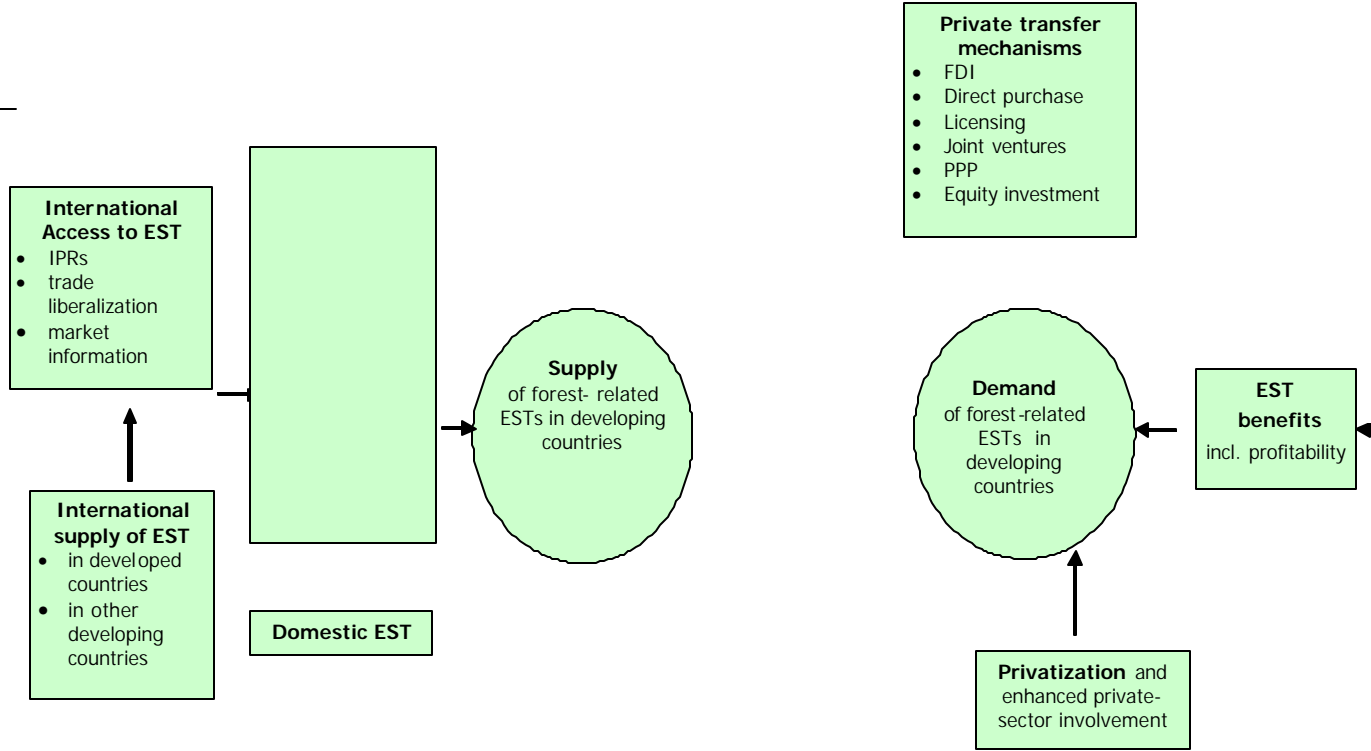 Private transfer
mechanisms
• FDI
• Direct purchase
• Licensing
• Joint ventures
• PPP
• Equity investment
International
Access to EST
• IPRs
• trade
liberalization
• market
information
Supply
of forest- related
ESTs in developing
countries
Demand
of forest-related
ESTs in
developing
countries
EST
benefits
incl. profitability
International
supply of EST
• in developed
countries
• in other
developing
countries
Domestic EST
Privatization and
enhanced private-
sector involvement